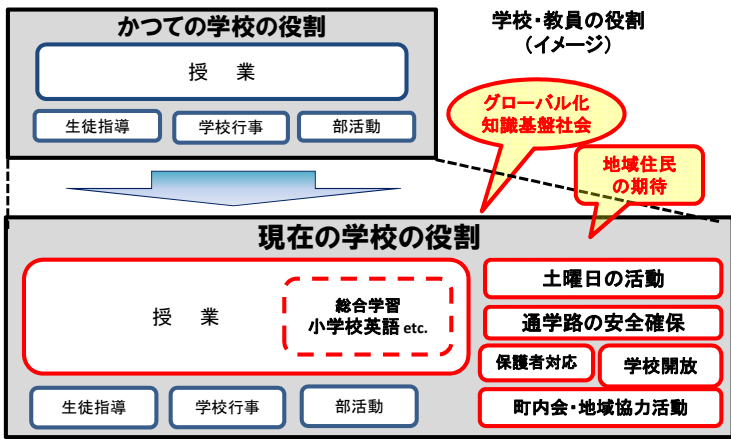 かつての学校の役割
授 業
生徒指導
学校行事
部活動
学校・教員の役割
(イメージ)
グローバル化
知識基盤社会
地域住民
の期待
現在の学校の役割
授 業
総合学習
小学校英語 etc.
生徒指導
学校行事
部活動
土曜日の活動
通学路の安全確保
保護者対応
学校開放
町内会・地域協力活動